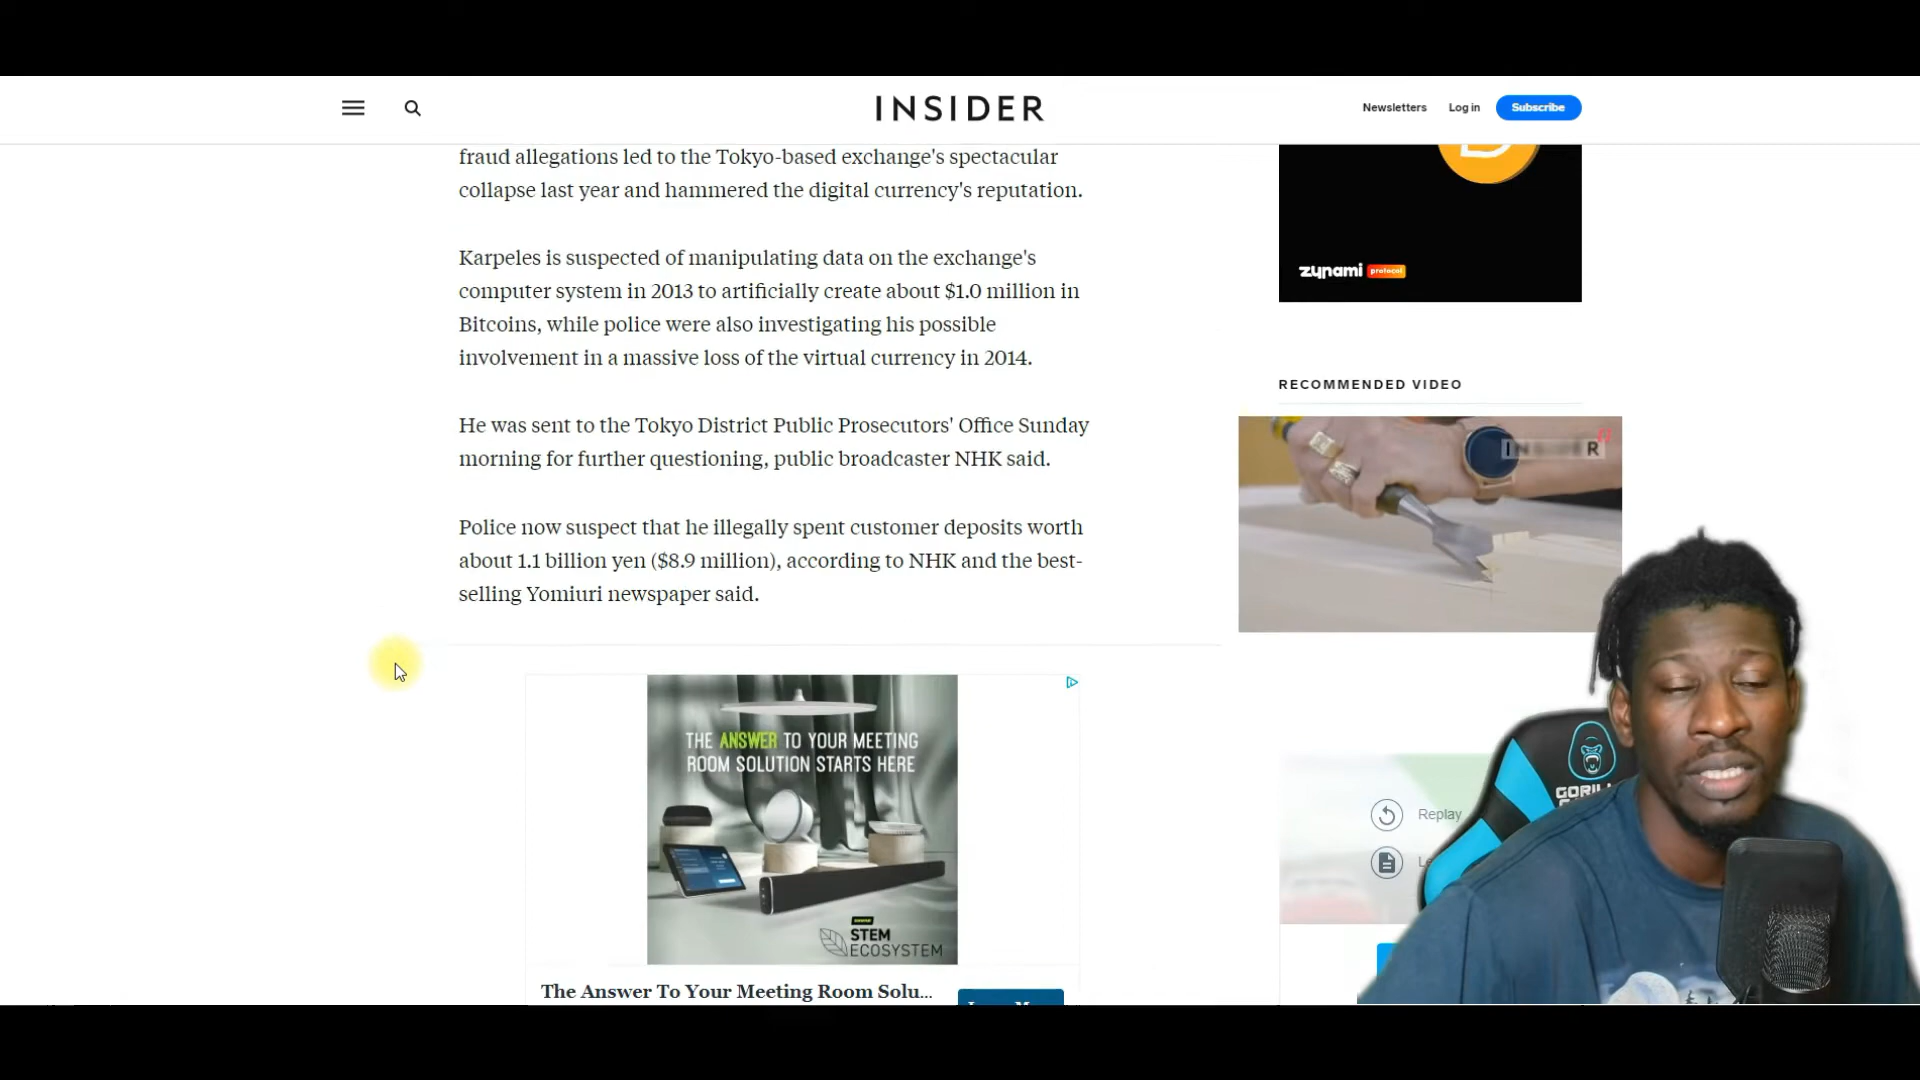 INSIDER
Newsletters Log in Subscribe
fraud allegations led to the Tokyo-based exchange's spectacular
collapse last year and hammered the digital currency's reputation.
Karpeles is suspected of manipulating data on the exchange's
computer system in 2013 to artificially create about $1.0 million in
Bitcoins, while police were also investigating his possible
involvement in a massive loss of the virtual currency in 2014.
He was sent to the Tokyo District Public Prosecutors' Office Sunday
morning for further questioning, public broadcaster NHK said.
Police now suspect that he illegally spent customer deposits worth
about 1.1 billion yen ($8.9 million), according to NHK and the best-
selling Yomiuri newspaper said.
THE ANSWER TO YOUR MEETING
ROOM SOLUTION STARTS HERE
STEM
ECOSYSTEM
The Answer To Your Meeting Room Solu...
zynami protocol
RECOMMENDED VIDEO
Replay